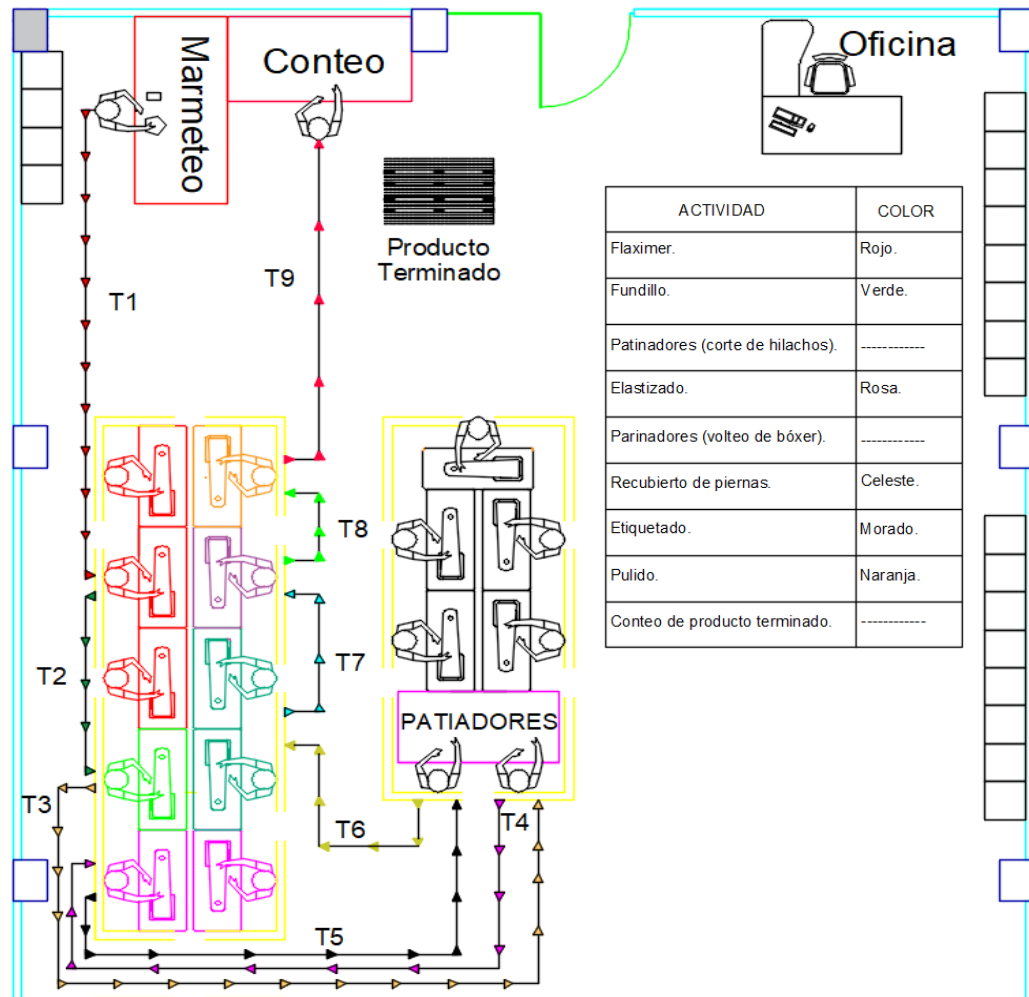 Marmeteo
Conteo
Oficina
Producto
Terminado
ACTIVIDAD COLOR
Flaximer. Rojo.
Fundillo. Verde.
Patinadores (corte de hilachos). ------------
Elastizado. Rosa.
Parinadores (volteo de bóxer). ------------
Recubierto de piernas. Celeste.
Etiquetado. Morado.
Pulido. Naranja.
Conteo de producto terminado. ------------
T9
T1
T8
T2
T7
PATIADORES
T3
T6
T4
T5